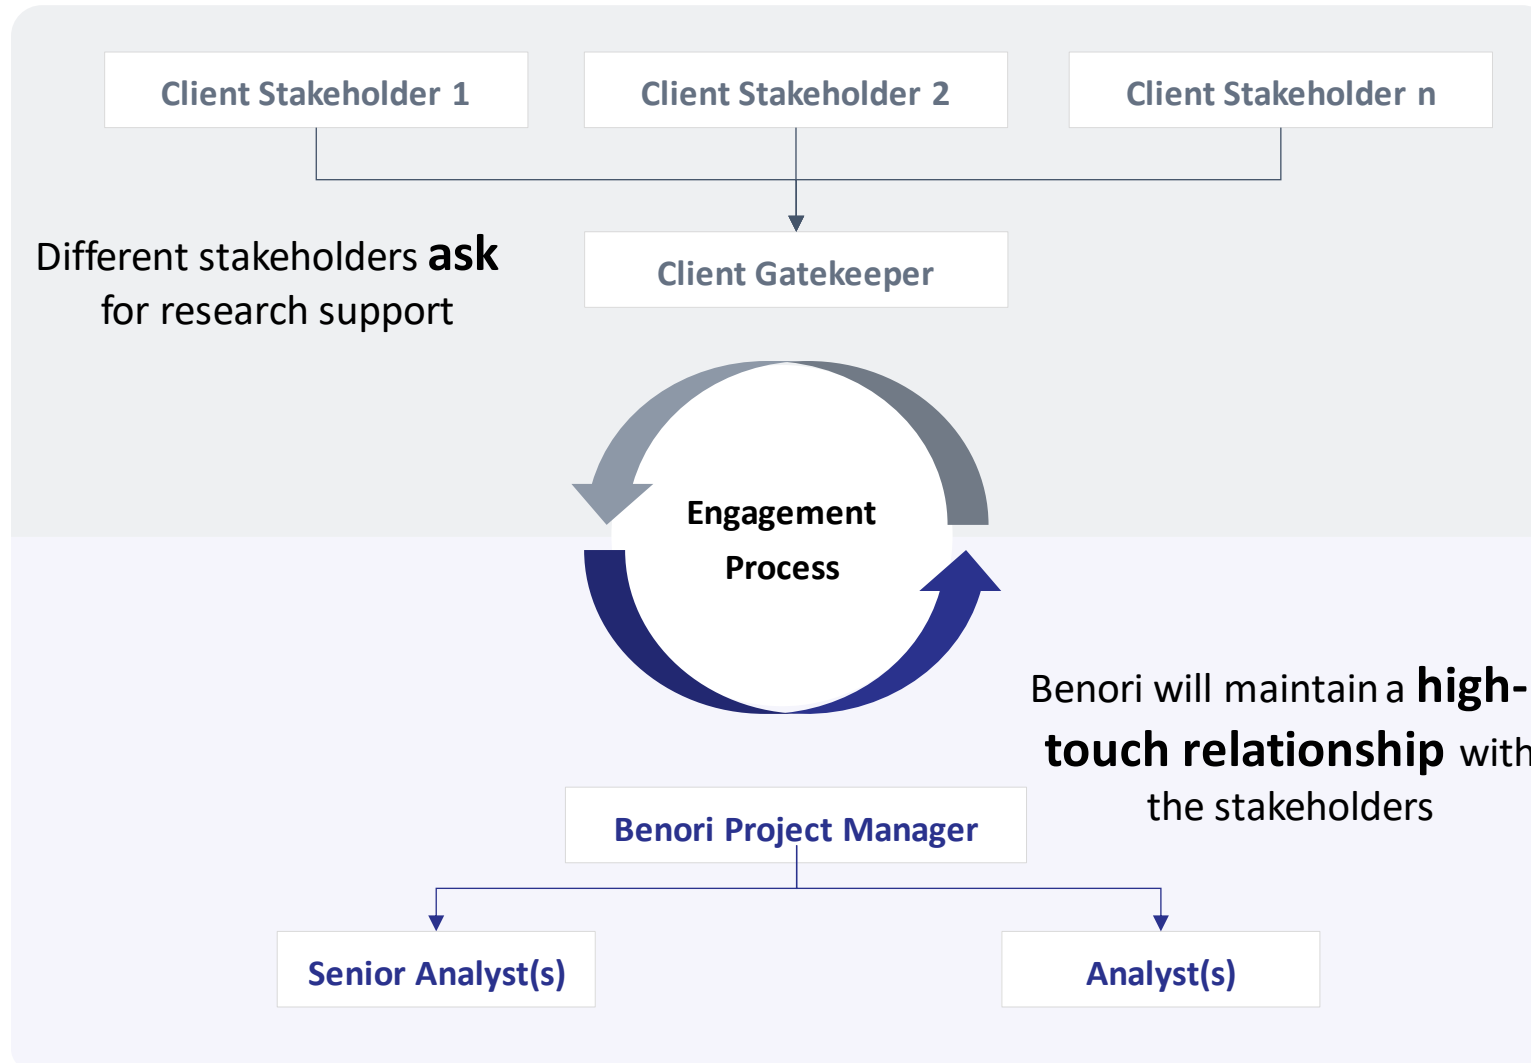 Client Stakeholder 1
Client Stakeholder 2
Client Stakeholder n
Different stakeholders ask
for research support
Client Gatekeeper
Engagement
Process
Benori will maintain a high-
touch relationship with
the stakeholders
Benori Project Manager
Senior Analyst(s)
Analyst(s)